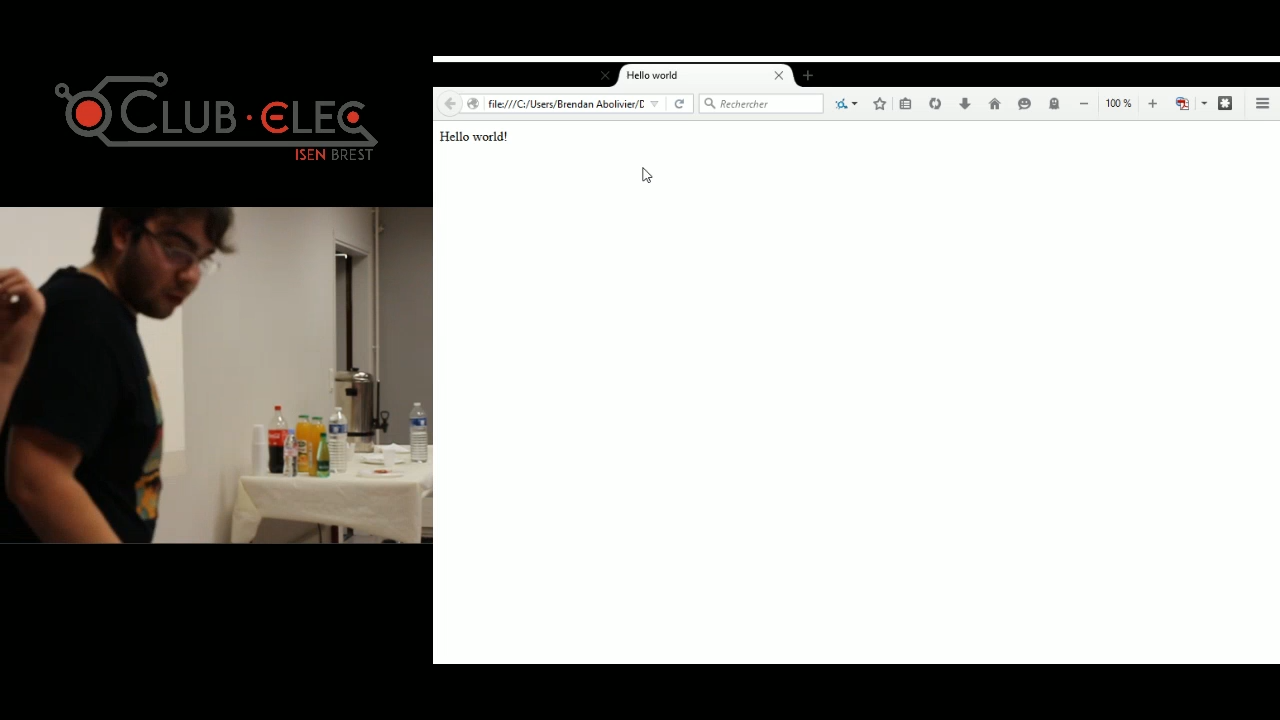 CLUB·ELEC
ISEN BREST
Hello world
file:///C:/Users/Brendan Abolivier/D
Rechercher
100 %
Hello world!